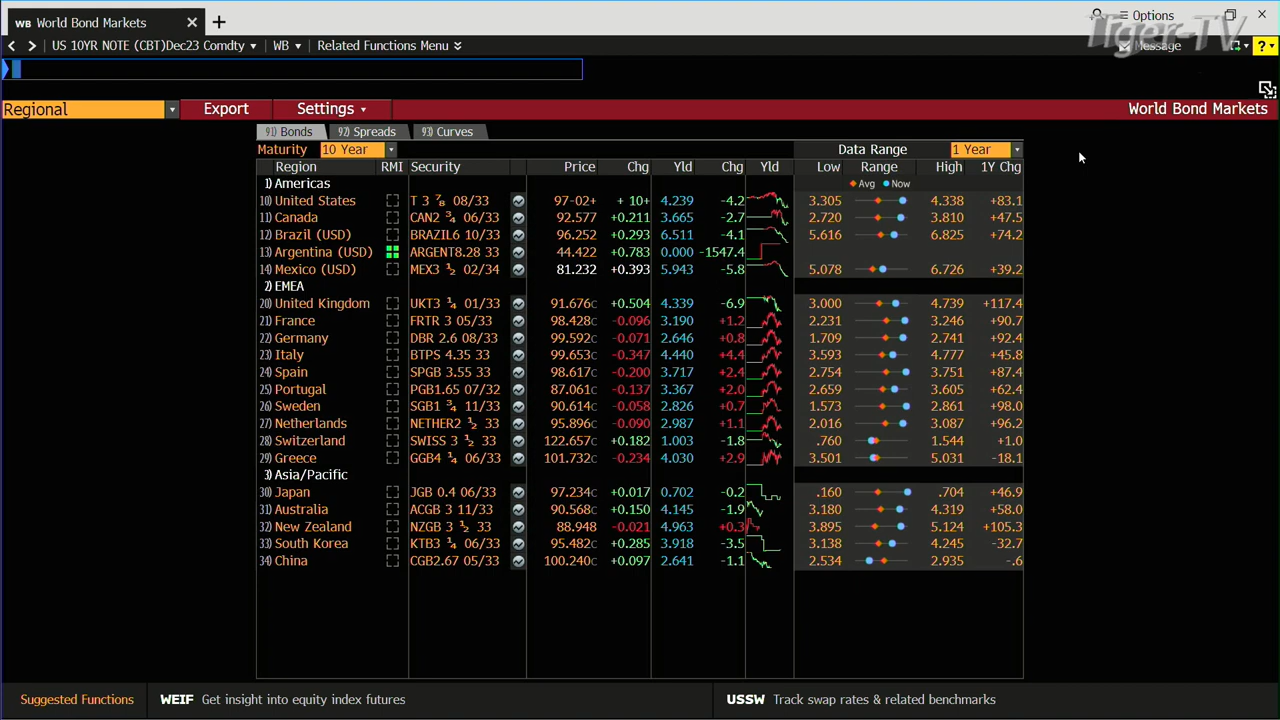 WB World Bond Markets × +
Options
Tiger-TV
< > US 10YR NOTE (CBT)Dec23 Comdty WB Related Functions Menu
Message ?
Regional Export Settings World Bond Markets
91) Bonds 92) Spreads 93) Curves
Maturity 10 Year Data Range 1 Year
Region RMI Security Price Chg Yld Chg Yld Low Range High 1Y Chg
1) Americas Avg Now
10) United States T 3 ⅞ 08/33 97-02+ + 10+ 4.239 -4.2 3.305 4.338 +83.1
11) Canada CAN2 ¾ 06/33 92.577 +0.211 3.665 -2.7 2.720 3.810 +47.5
12) Brazil (USD) BRAZIL6 10/33 96.252 +0.293 6.511 -4.1 5.616 6.825 +74.2
13) Argentina (USD) ARGENT8.28 33 44.422 +0.783 0.000 -1547.4
14) Mexico (USD) MEX3 ½ 02/34 81.232 +0.393 5.943 -5.8 5.078 6.726 +39.2
2) EMEA
20) United Kingdom UKT3 ¼ 01/33 91.676C +0.504 4.339 -6.9 3.000 4.739 +117.4
21) France FRTR 3 05/33 98.428C -0.096 3.190 +1.2 2.231 3.246 +90.7
22) Germany DBR 2.6 08/33 99.592C -0.071 2.646 +0.8 1.709 2.741 +92.4
23) Italy BTPS 4.35 33 99.653C -0.347 4.440 +4.4 3.593 4.777 +45.8
24) Spain SPGB 3.55 33 98.617C -0.200 3.717 +2.4 2.754 3.751 +87.4
25) Portugal PGB1.65 07/32 87.061C -0.137 3.367 +2.0 2.659 3.605 +62.4
26) Sweden SGB1 ¾ 11/33 90.614C -0.058 2.826 +0.7 1.573 2.861 +98.0
27) Netherlands NETHER2 ½ 33 95.896C -0.090 2.987 +1.1 2.016 3.087 +96.2
28) Switzerland SWISS 3 ½ 33 122.657C +0.182 1.003 -1.8 .760 1.544 +1.0
29) Greece GGB4 ¼ 06/33 101.732C -0.234 4.030 +2.9 3.501 5.031 -18.1
3) Asia/Pacific
30) Japan JGB 0.4 06/33 97.234C +0.017 0.702 -0.2 .160 .704 +46.9
31) Australia ACGB 3 11/33 90.568C +0.150 4.145 -1.9 3.180 4.319 +58.0
32) New Zealand NZGB 3 ½ 33 88.948 -0.021 4.963 +0.3 3.895 5.124 +105.3
33) South Korea KTB3 ¼ 06/33 95.482C +0.285 3.918 -3.5 3.138 4.245 -32.7
34) China CGB2.67 05/33 100.240C +0.097 2.641 -1.1 2.534 2.935 -.6
Suggested Functions WEIF Get insight into equity index futures USSW Track swap rates & related benchmarks